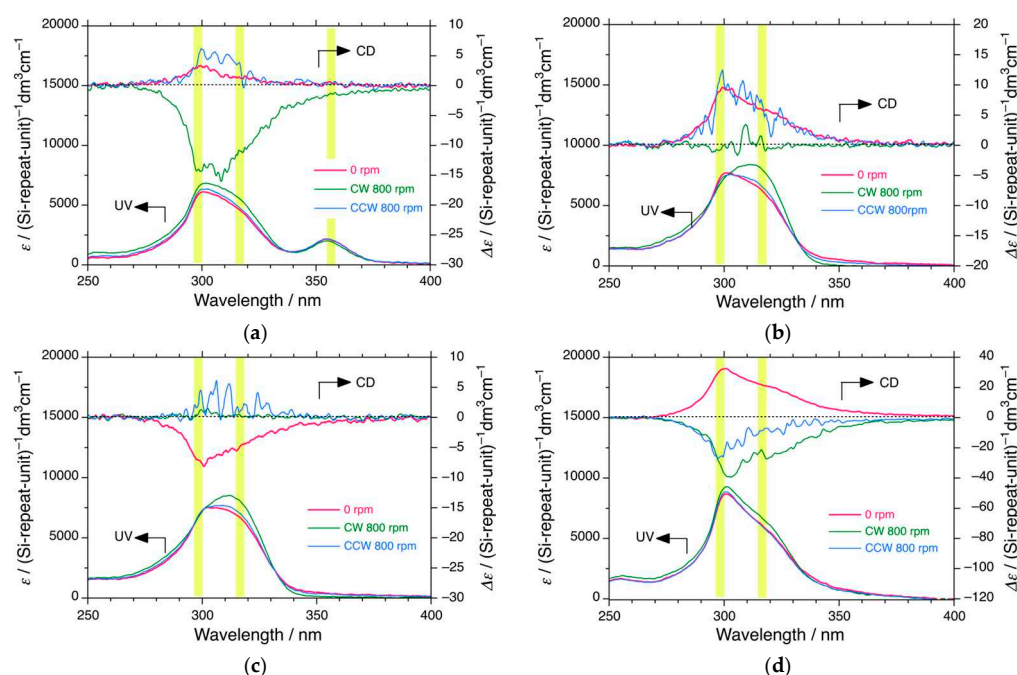 20000
15000
10000
5000
0
ε / (Si-repeat-unit)⁻¹dm³cm⁻¹
10
5
0
−5
−10
−15
−20
−25
−30
Δε / (Si-repeat-unit)⁻¹dm³cm⁻¹
CD
UV
0 rpm
CW 800 rpm
CCW 800 rpm
250
300
350
400
Wavelength / nm
(a)
20000
15000
10000
5000
0
ε / (Si-repeat-unit)⁻¹dm³cm⁻¹
20
15
10
5
0
−5
−10
−15
−20
Δε / (Si-repeat-unit)⁻¹dm³cm⁻¹
CD
UV
0 rpm
CW 800 rpm
CCW 800rpm
250
300
350
400
Wavelength / nm
(b)
20000
15000
10000
5000
0
ε / (Si-repeat-unit)⁻¹dm³cm⁻¹
10
5
0
−5
−10
−15
−20
−25
−30
Δε / (Si-repeat-unit)⁻¹dm³cm⁻¹
CD
UV
0 rpm
CW 800 rpm
CCW 800 rpm
250
300
350
400
Wavelength / nm
(c)
20000
15000
10000
5000
0
ε / (Si-repeat-unit)⁻¹dm³cm⁻¹
40
20
0
−20
−40
−60
−80
−100
−120
Δε / (Si-repeat-unit)⁻¹dm³cm⁻¹
CD
UV
0 rpm
CW 800 rpm
CCW 800 rpm
250
300
350
400
Wavelength / nm
(d)